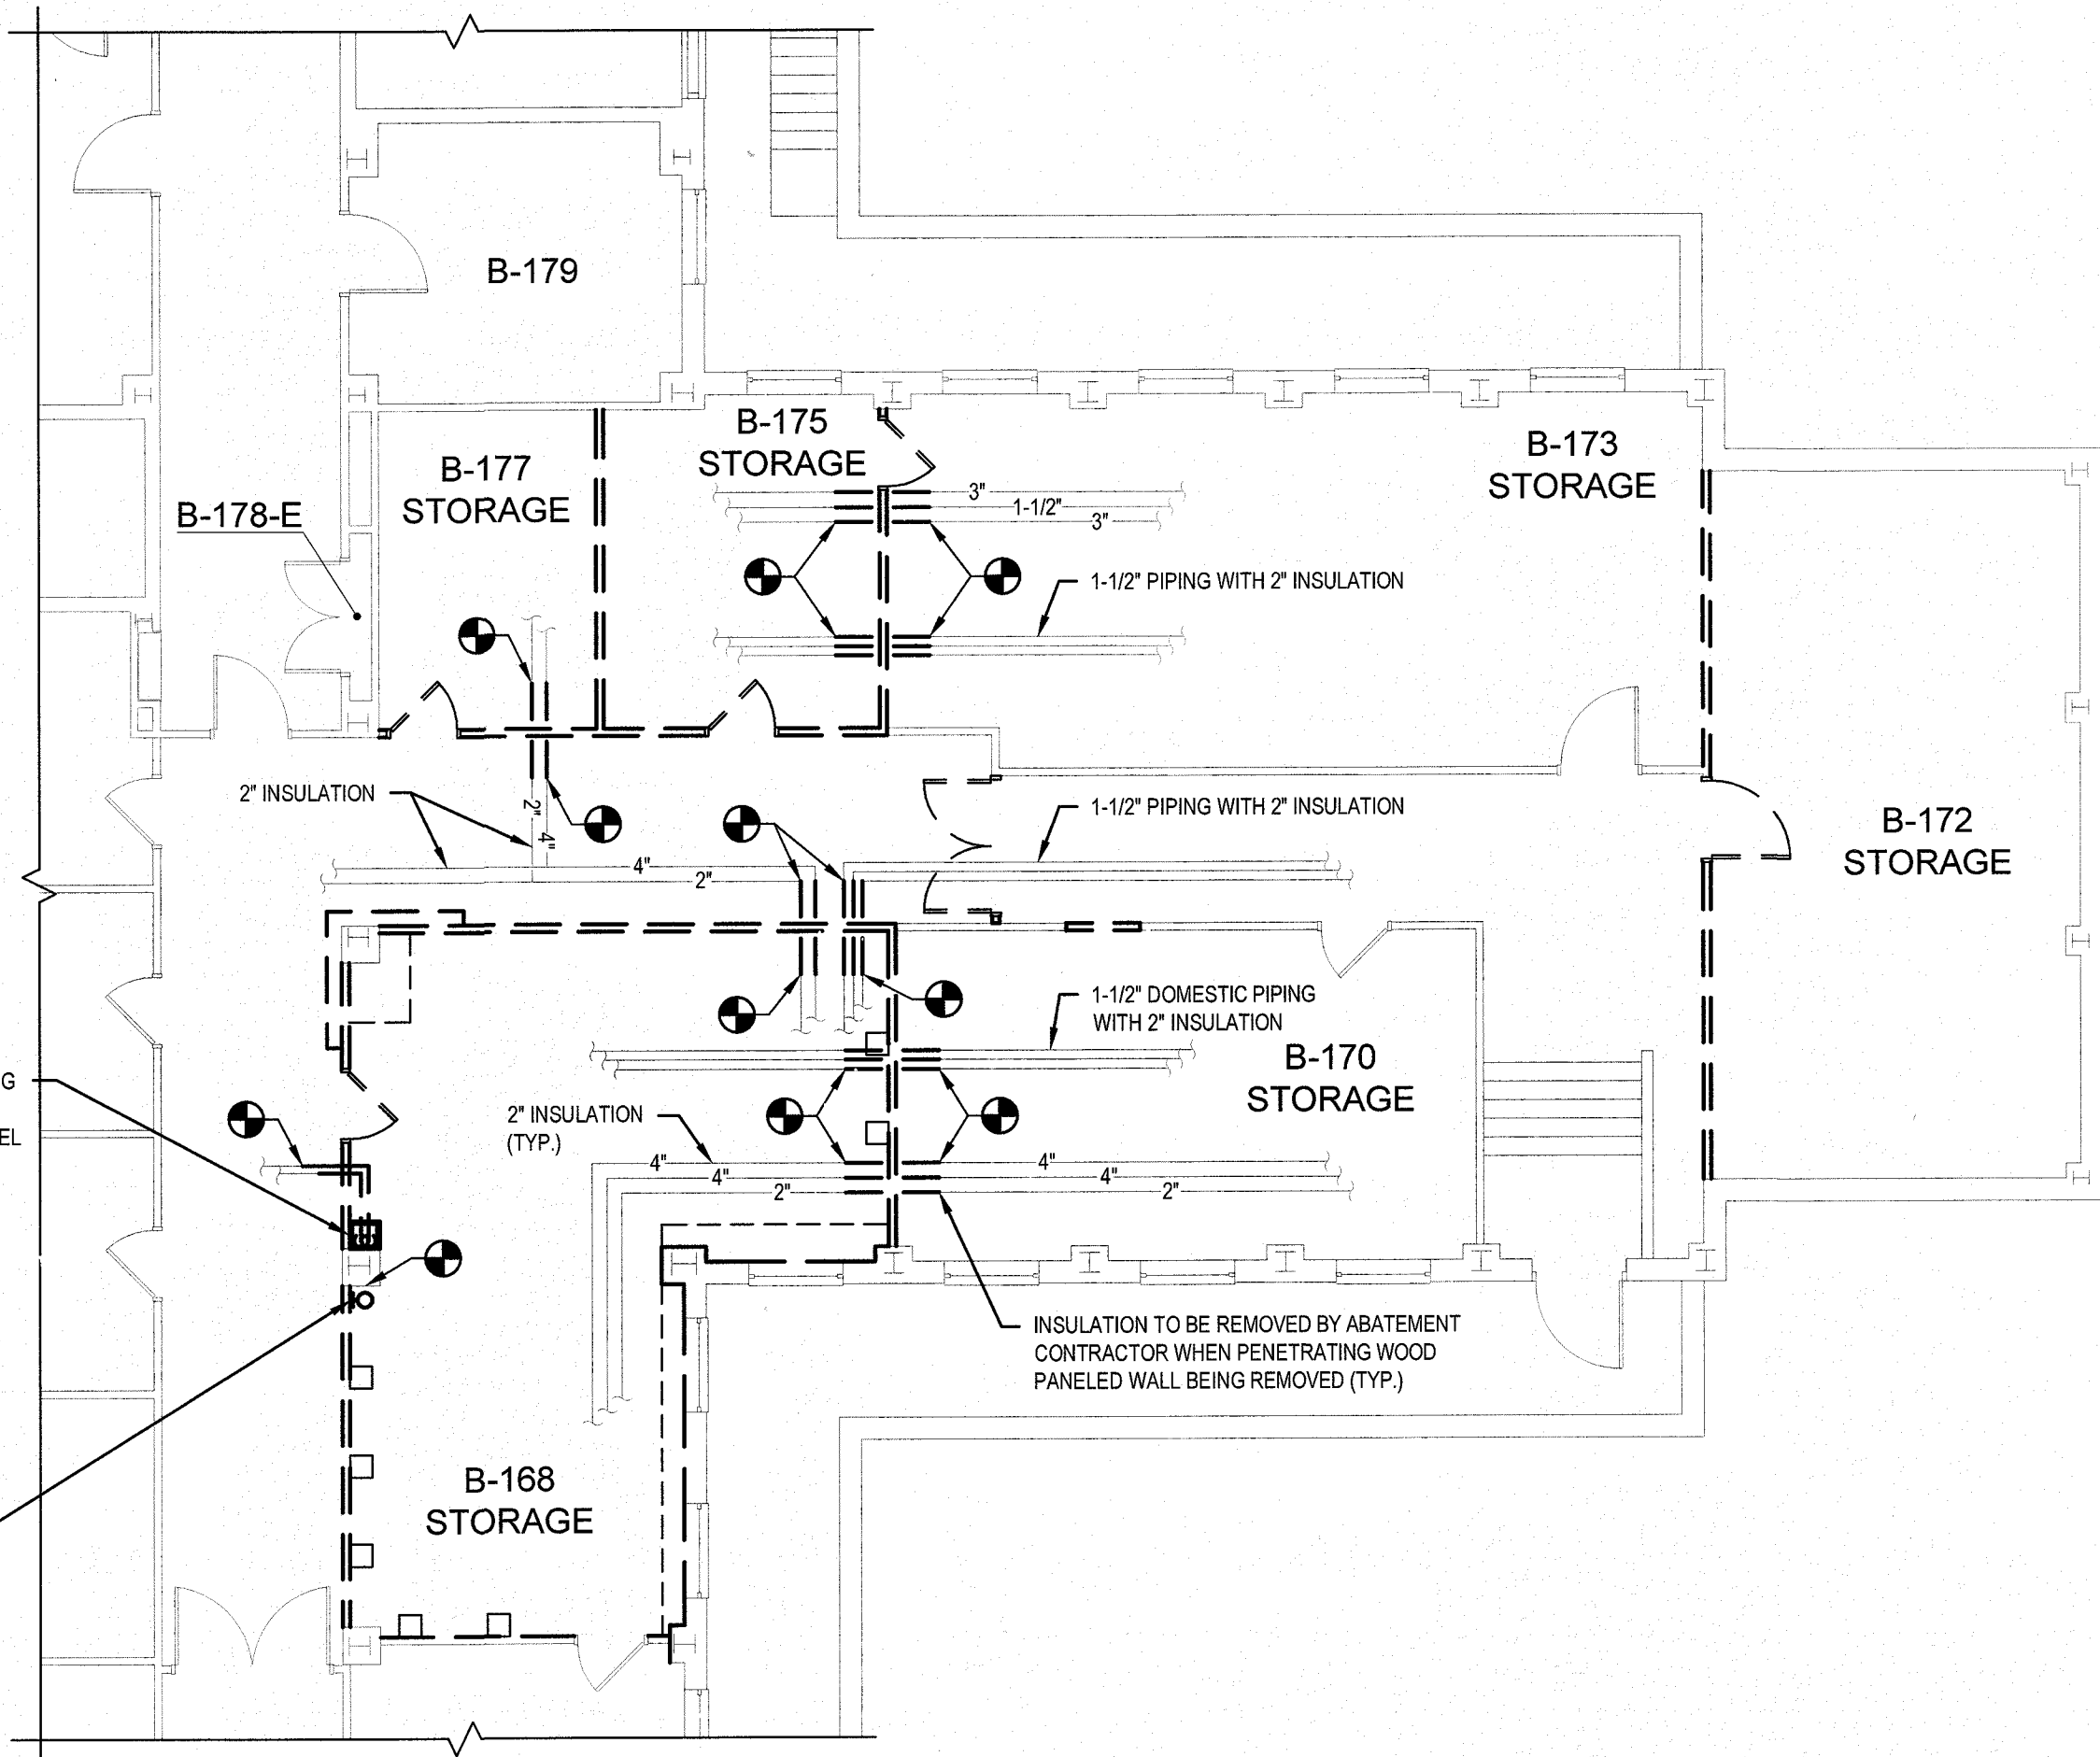 B-179
B-175
STORAGE
B-173
STORAGE
B-177
STORAGE
B-178-E
3"
1-1/2"
3"
1-1/2" PIPING WITH 2" INSULATION
2" INSULATION
2"
4"
1-1/2" PIPING WITH 2" INSULATION
B-172
STORAGE
4"
2"
1-1/2" DOMESTIC PIPING
WITH 2" INSULATION
B-170
STORAGE
G
EL
2" INSULATION
(TYP.)
4"
4"
4"
4"
2"
2"
INSULATION TO BE REMOVED BY ABATEMENT
CONTRACTOR WHEN PENETRATING WOOD
PANELED WALL BEING REMOVED (TYP.)
B-168
STORAGE